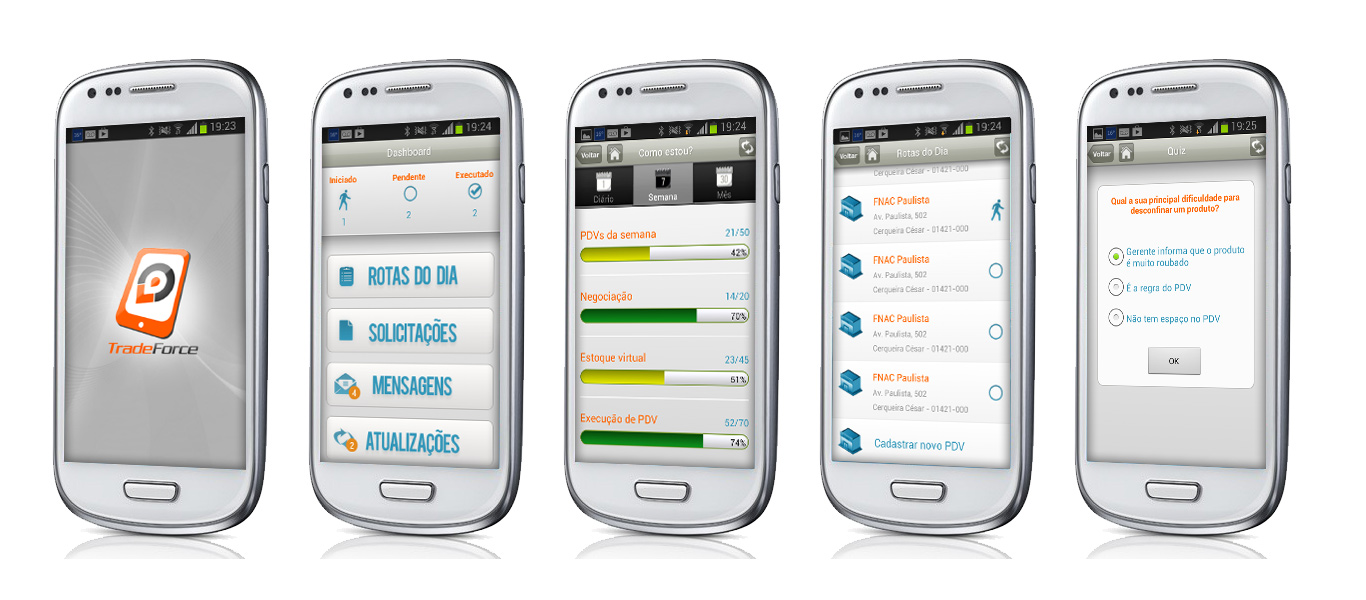 19:23
TradeForce
19:24
Dashboard
Iniciado
Pendente
Executado
1
2
2
ROTAS DO DIA
SOLICITAÇÕES
4
MENSAGENS
2
ATUALIZAÇÕES
19:24
Voltar
Como estou?
1
7
30
Diário
Semana
Mês
PDVs da semana
21/50
42%
Negociação
14/20
70%
Estoque virtual
23/45
51%
Execução de PDV
52/70
74%
19:24
Voltar
Rotas do Dia
Cerqueira César - 01421-000
FNAC Paulista
Av. Paulista, 502
Cerqueira César - 01421-000
FNAC Paulista
Av. Paulista, 502
Cerqueira César - 01421-000
FNAC Paulista
Av. Paulista, 502
Cerqueira César - 01421-000
FNAC Paulista
Av. Paulista, 502
Cerqueira César - 01421-000
Cadastrar novo PDV
19:25
Voltar
Quiz
Qual a sua principal dificuldade para
desconfinar um produto?
Gerente informa que o produto
é muito roubado
É a regra do PDV
Não tem espaço no PDV
OK